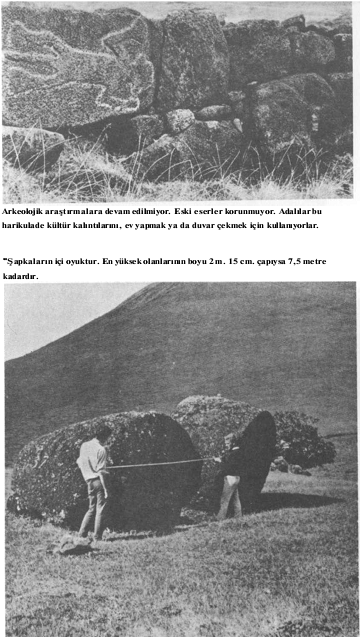 Arkeolojik araştırmalara devam edilmiyor. Eski eserler korunmuyor. Adalılar bu
harikulade kültür kalıntılarını, ev yapmak ya da duvar çekmek için kullanıyorlar.
"Şapkaların içi oyuktur. En yüksek olanlarının boyu 2 m. 15 cm. çapıysa 7,5 metre
kadardır.